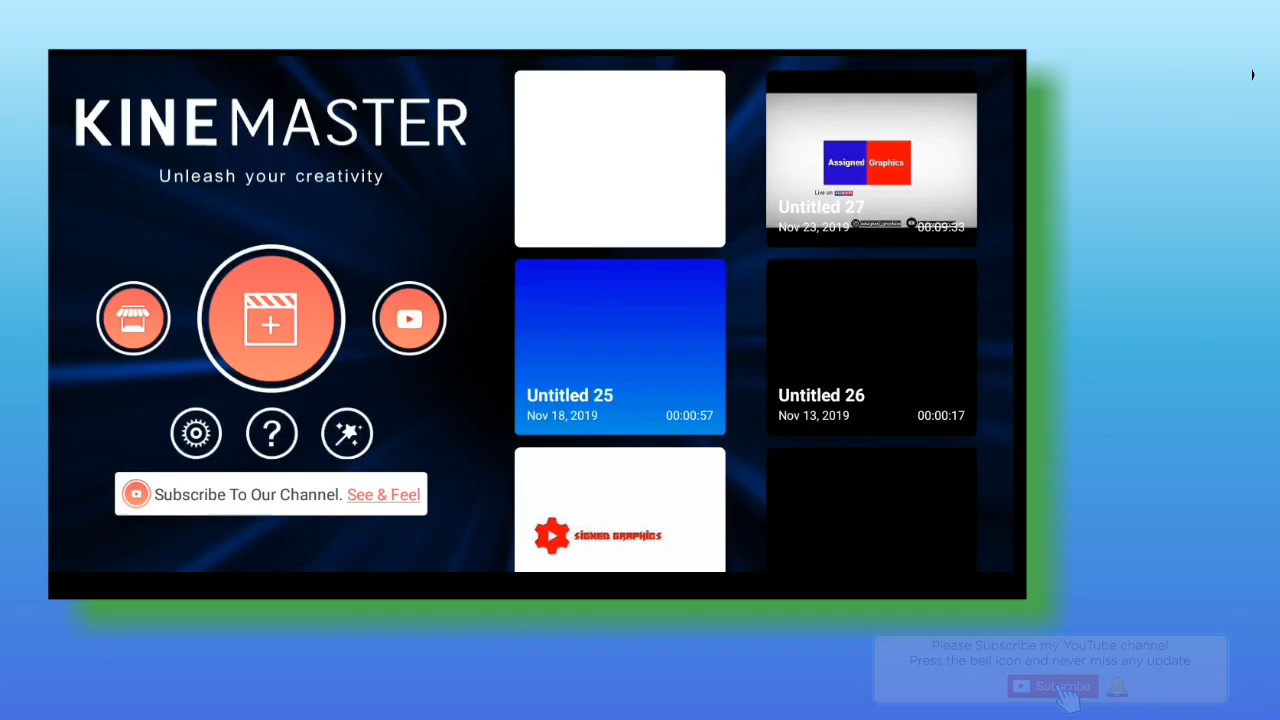 KINEMASTER
Unleash your creativity
?
Subscribe To Our Channel. See & Feel
Assigned Graphics
Live on
Untitled 27
Nov 23, 2019 00:09:33
Untitled 25
Nov 18, 2019 00:00:57
Untitled 26
Nov 13, 2019 00:00:17
SIGNED GRAPHICS
Please Subscribe my YouTube channel
Press the bell icon and never miss any update
Subscribe